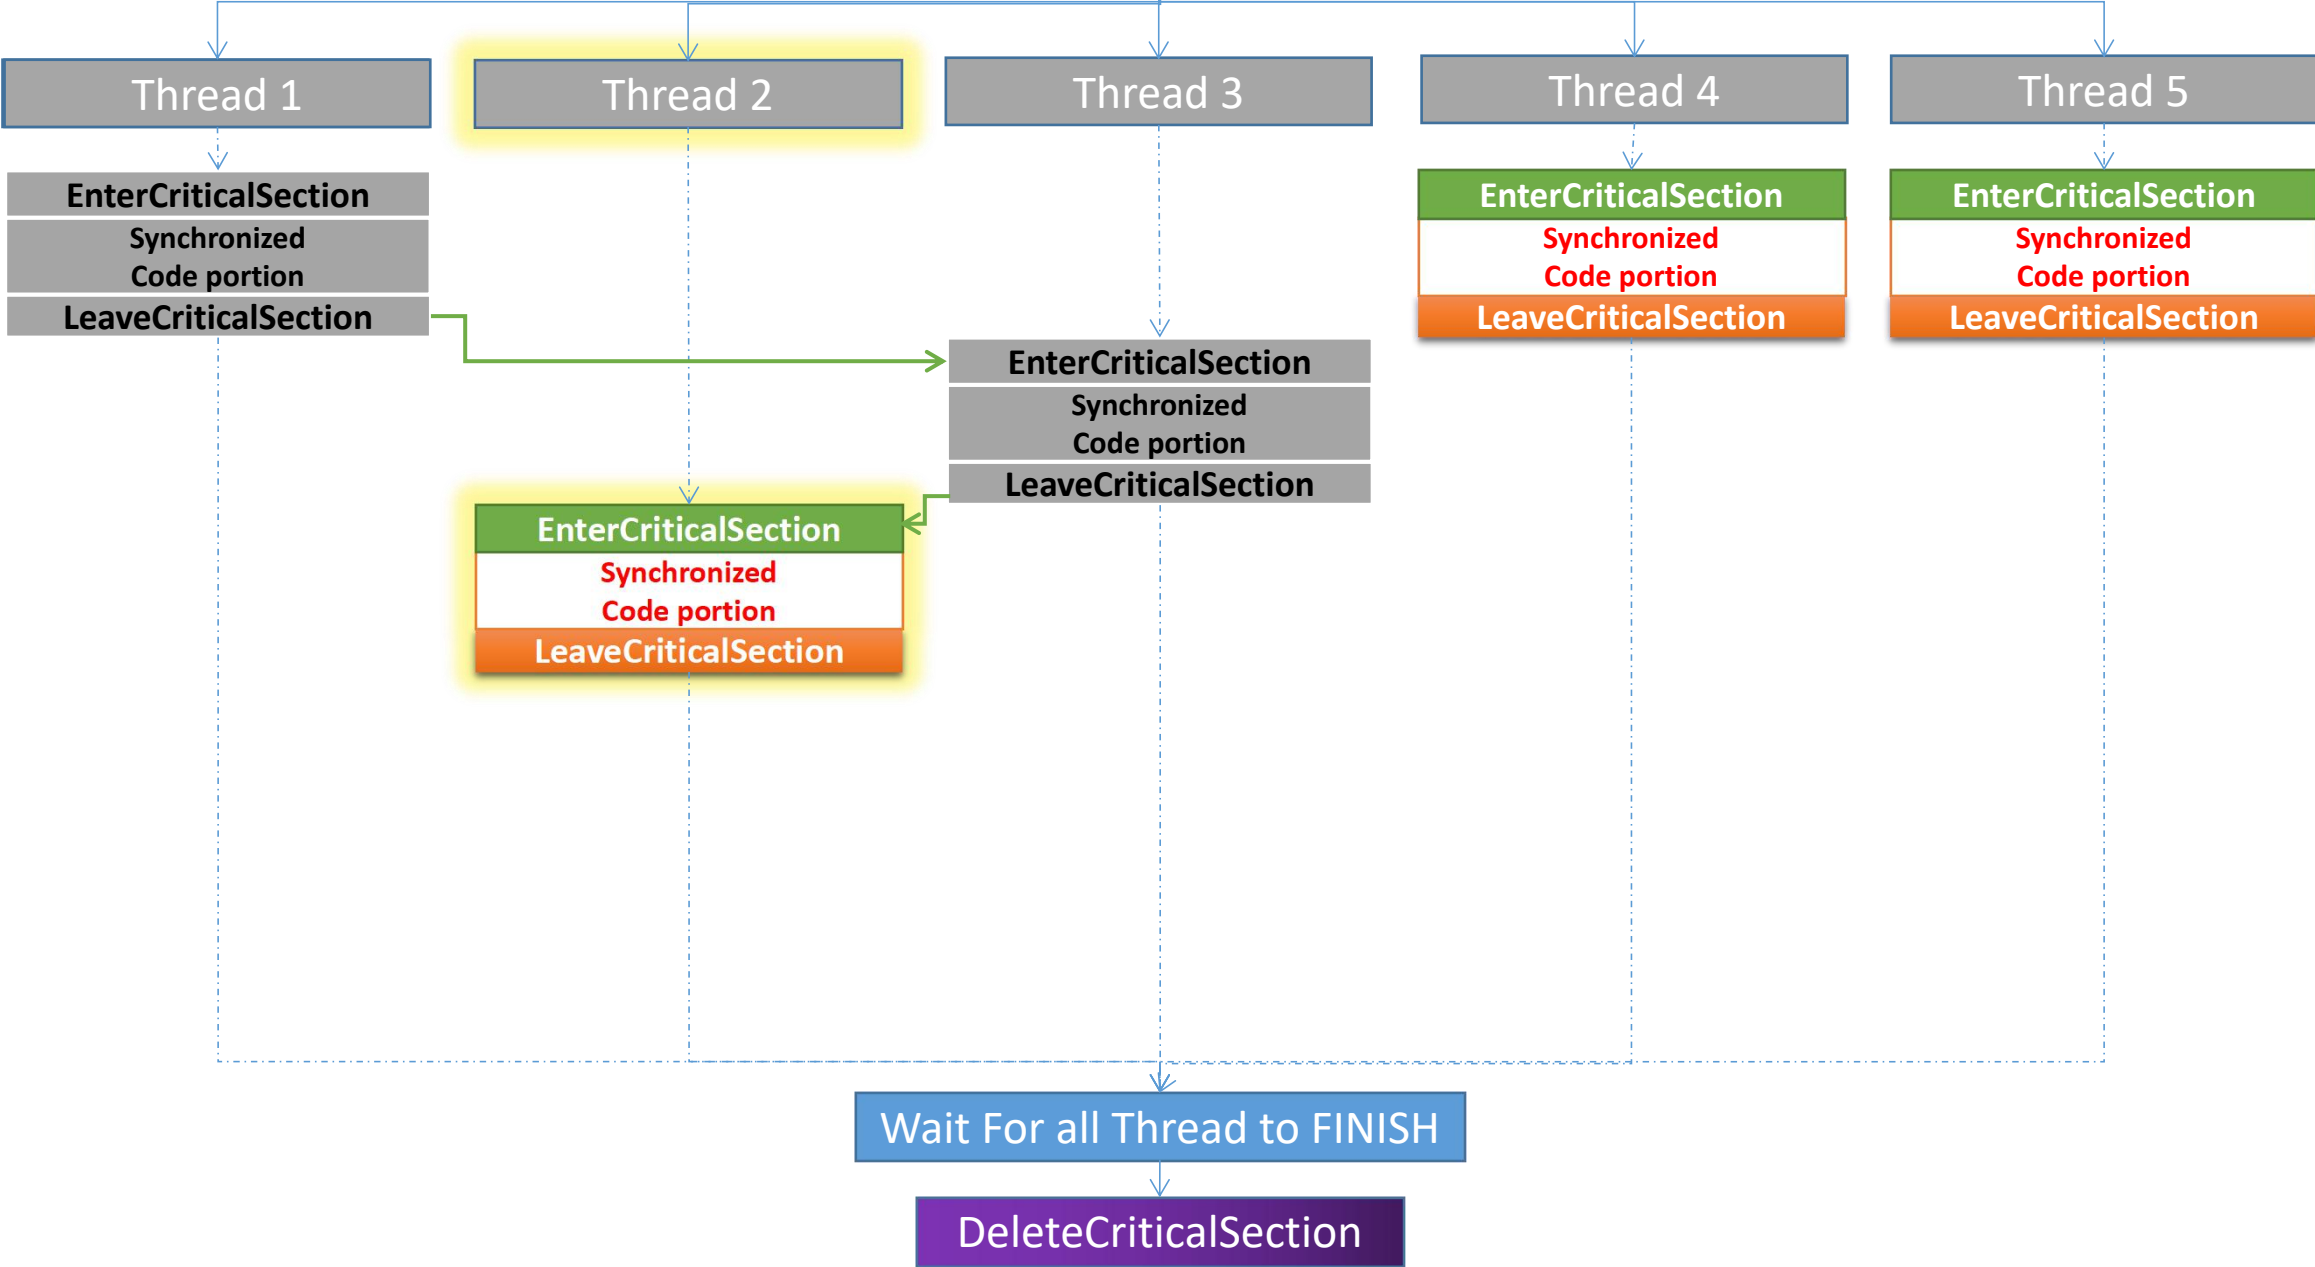 Thread 1
Thread 2
Thread 3
Thread 4
Thread 5
EnterCriticalSection
Synchronized
Code portion
LeaveCriticalSection
EnterCriticalSection
Synchronized
Code portion
LeaveCriticalSection
EnterCriticalSection
Synchronized
Code portion
LeaveCriticalSection
EnterCriticalSection
Synchronized
Code portion
LeaveCriticalSection
EnterCriticalSection
Synchronized
Code portion
LeaveCriticalSection
Wait For all Thread to FINISH
DeleteCriticalSection